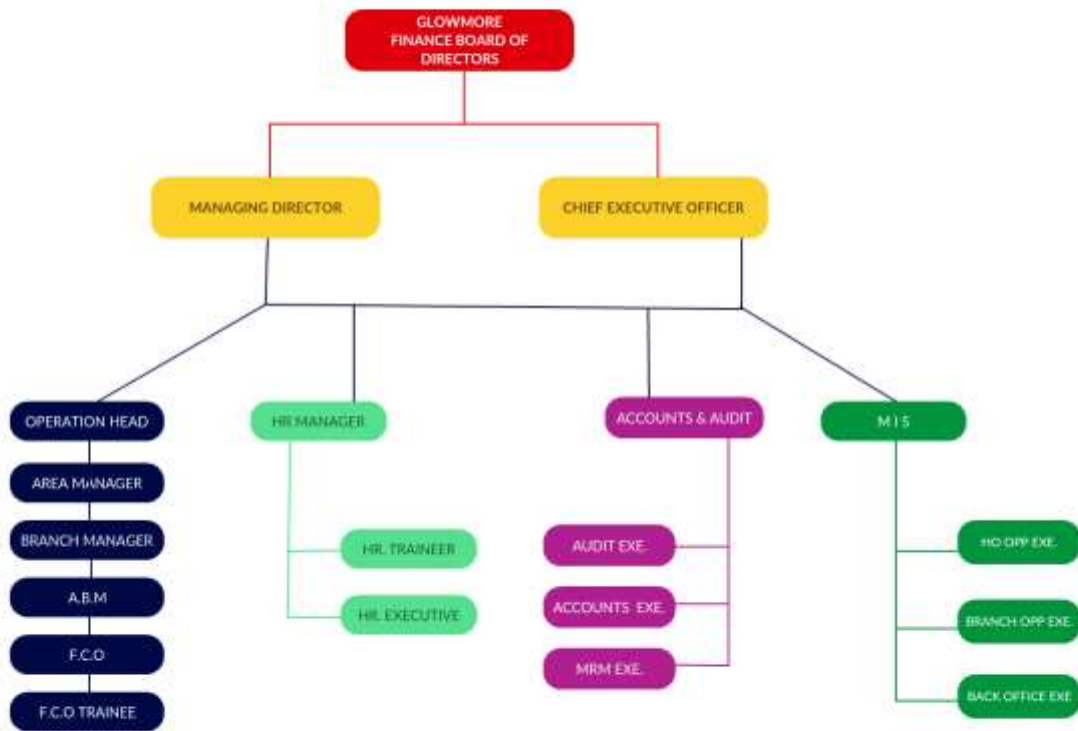 GLOWMORE
FINANCE BOARD OF
DIRECTORS
MANAGING DIRECTOR
CHIEF EXECUTIVE OFFICER
OPERATION HEAD
AREA MANAGER
BRANCH MANAGER
A.B.M
F.C.O
F.C.O TRAINEE
HR MANAGER
HR. TRAINEER
HR. EXECUTIVE
ACCOUNTS & AUDIT
AUDIT EXE.
ACCOUNTS EXE.
MRM EXE.
M I S
HO OPP EXE.
BRANCH OPP EXE.
BACK OFFICE EXE